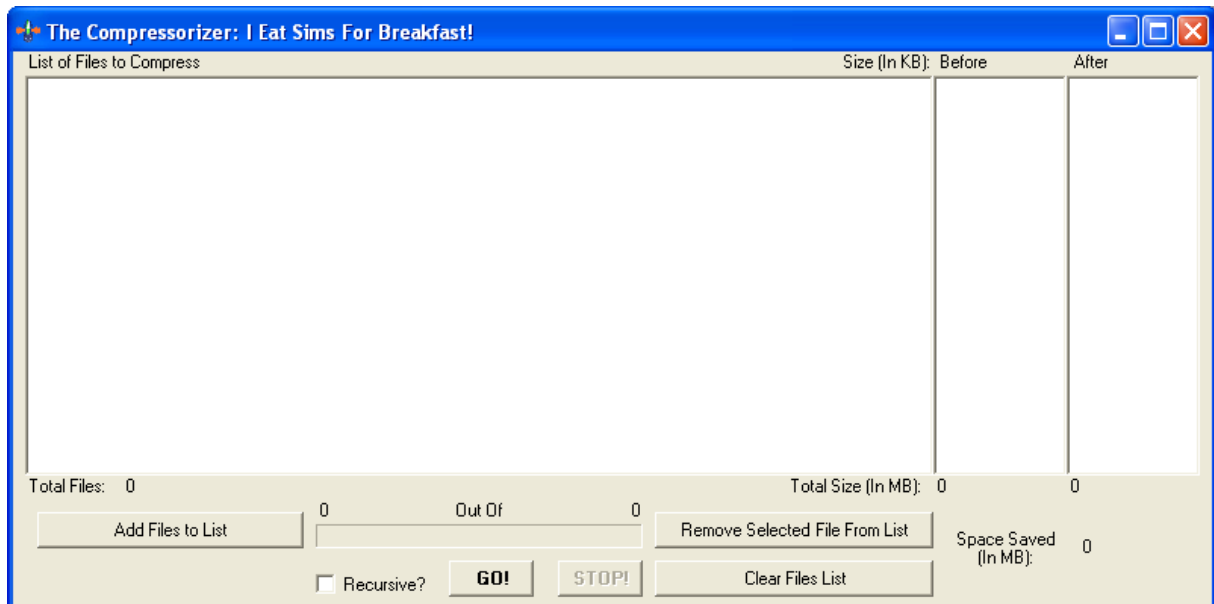 The Compressorizer: I Eat Sims For Breakfast!
List of Files to Compress Size (In KB): Before After
Total Files: 0 Total Size (In MB): 0 0
0 Out Of 0
Add Files to List Remove Selected File From List
Space Saved
(In MB): 0
Recursive? GO! STOP! Clear Files List